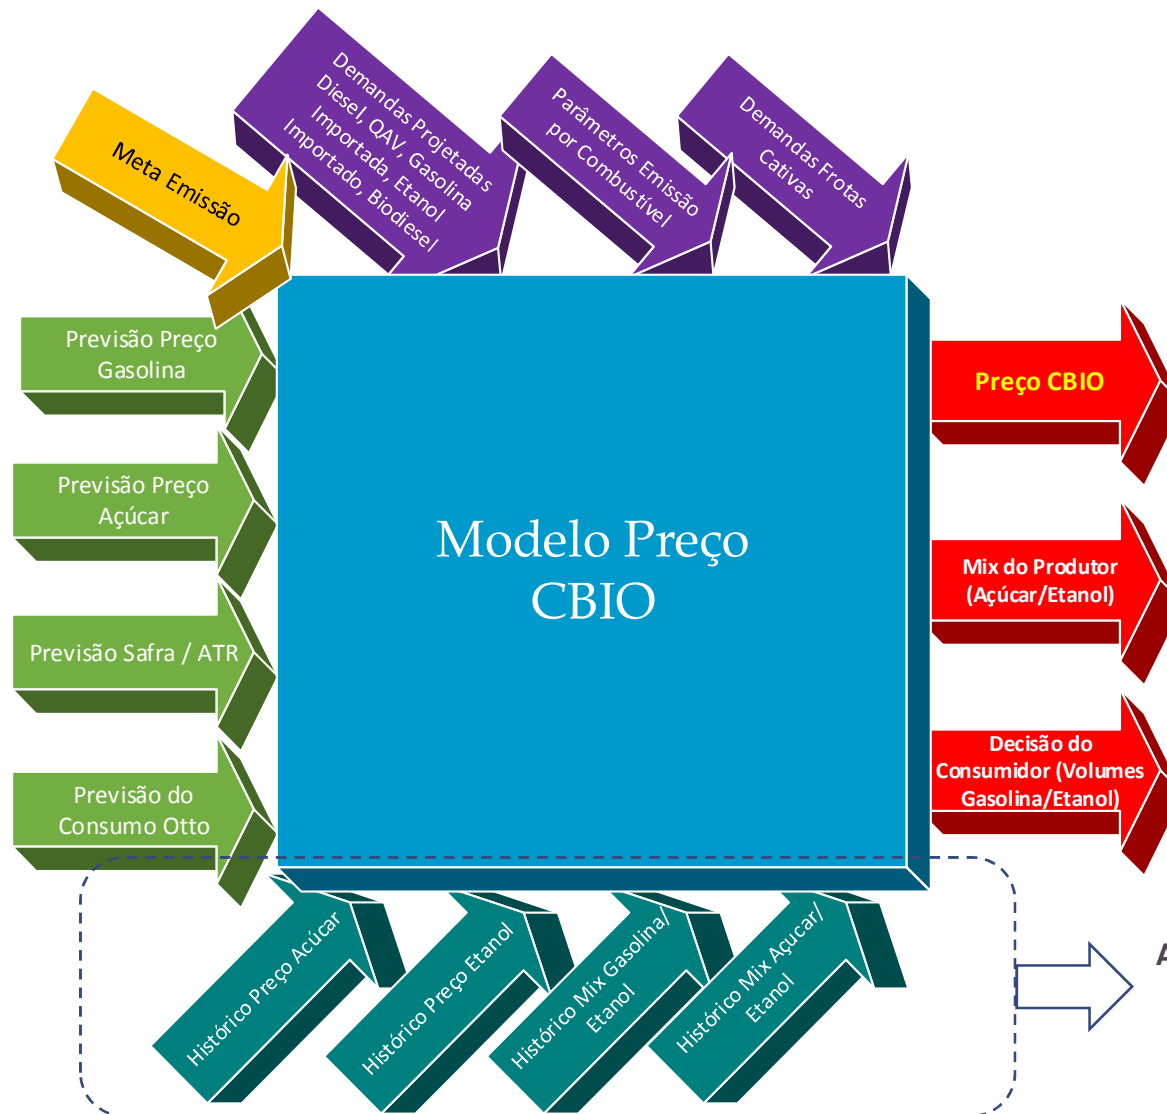 Meta Emissão
Demandas Projetadas
Diesel, QAV, Gasolina
Importada, Etanol
Importado, Biodiesel
Parâmetros Emissão
por Combustível
Demandas Frotas
Cativas
Previsão Preço
Gasolina
Previsão Preço
Açúcar
Previsão Safra / ATR
Previsão do
Consumo Otto
Modelo Preço
CBIO
Preço CBIO
Mix do Produtor
(Açúcar/Etanol)
Decisão do
Consumidor (Volumes
Gasolina/Etanol)
Histórico Preço Acúcar
Histórico Preço Etanol
Histórico Mix Gasolina/
Etanol
Histórico Mix Açucar/
Etanol
A